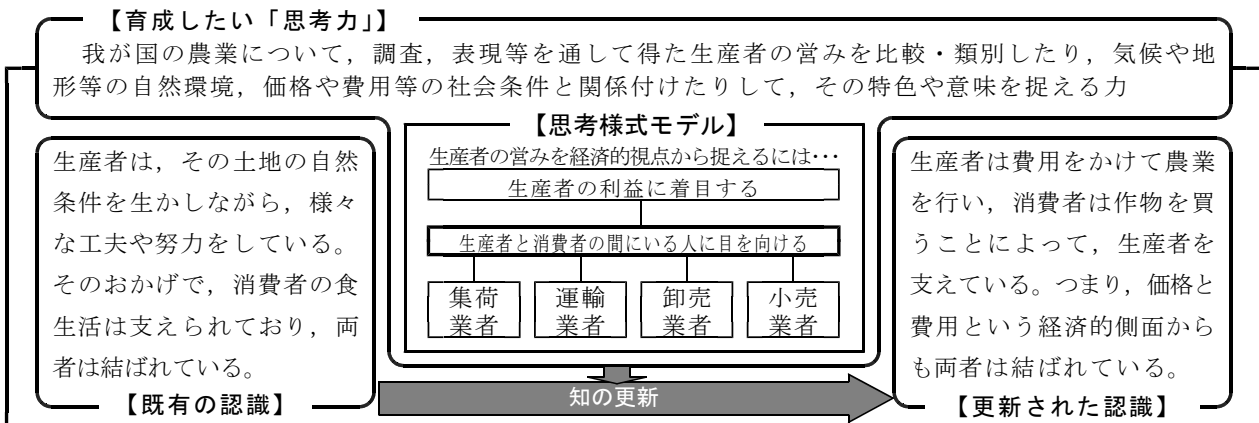 【育成したい「思考力」】
我が国の農業について，調査，表現等を通して得た生産者の営みを比較・類別したり，気候や地
形等の自然環境，価格や費用等の社会条件と関係付けたりして，その特色や意味を捉える力
生産者は，その土地の自然
条件を生かしながら，様々
な工夫や努力をしている。
そのおかげで，消費者の食
生活は支えられており，両
者は結ばれている。
【既有の認識】
【思考様式モデル】
生産者の営みを経済的視点から捉えるには･･･
生産者の利益に着目する
生産者と消費者の間にいる人に目を向ける
集荷
業者
運輸
業者
卸売
業者
小売
業者
知の更新
生産者は費用をかけて農業
を行い，消費者は作物を買
うことによって，生産者を
支えている。つまり，価格と
費用という経済的側面から
も両者は結ばれている。
【更新された認識】